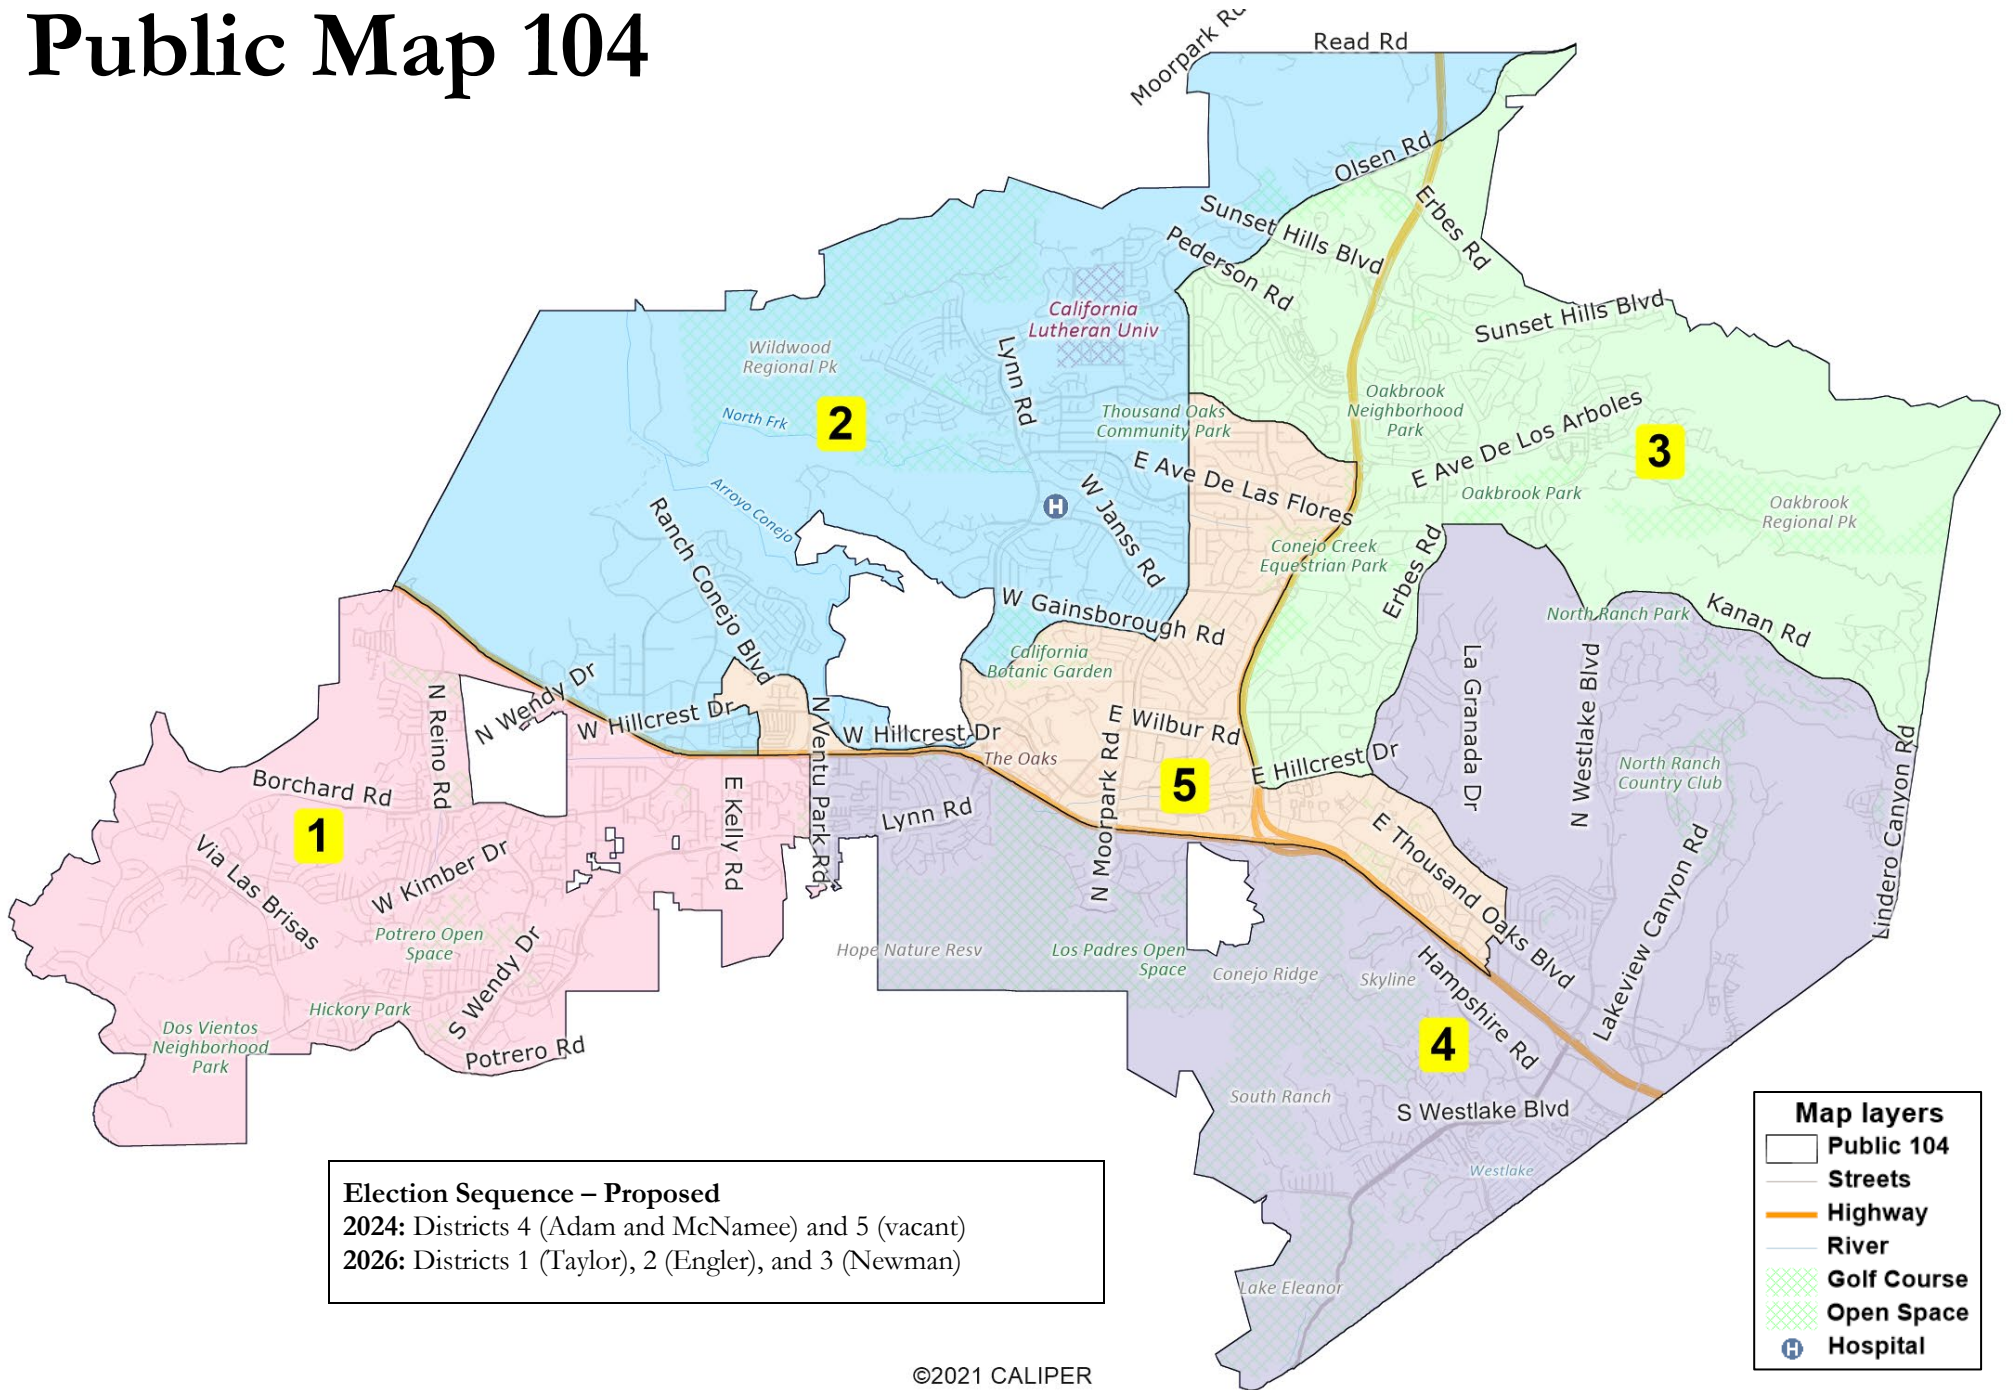 Public Map 104
Moorpark Rd
Read Rd
Olsen Rd
Erbes Rd
Sunset Hills Blvd
Pederson Rd
Sunset Hills Blvd
California
Lutheran Univ
Wildwood
Regional Pk
Lynn Rd
North Frk
2
Thousand Oaks
Community Park
Oakbrook
Neighborhood
Park
E Ave De Los Arboles
3
Oakbrook Park
Oakbrook
Regional Pk
E Ave De Las Flores
W Janss Rd
H
Arroyo Conejo
Ranch Conejo Blvd
Conejo Creek
Equestrian Park
Erbes Rd
W Gainsborough Rd
North Ranch Park
Kanan Rd
California
Botanic Garden
La Granada Dr
N Westlake Blvd
N Reino Rd
N Wendy Dr
W Hillcrest Dr
N Ventu Park Rd
W Hillcrest Dr
The Oaks
E Wilbur Rd
N Moorpark Rd
5
E Hillcrest Dr
North Ranch
Country Club
Lindero Canyon Rd
Borchard Rd
1
E Kelly Rd
Lynn Rd
Via Las Brisas
W Kimber Dr
E Thousand Oaks Blvd
Lakeview Canyon Rd
Potrero Open
Space
S Wendy Dr
Hope Nature Resv
Los Padres Open
Space
Conejo Ridge
Skyline
Hampshire Rd
Hickory Park
Dos Vientos
Neighborhood
Park
Potrero Rd
4
South Ranch
S Westlake Blvd
Westlake
Lake Eleanor
Election Sequence – Proposed
2024: Districts 4 (Adam and McNamee) and 5 (vacant)
2026: Districts 1 (Taylor), 2 (Engler), and 3 (Newman)
Map layers
Public 104
Streets
Highway
River
Golf Course
Open Space
H Hospital
©2021 CALIPER